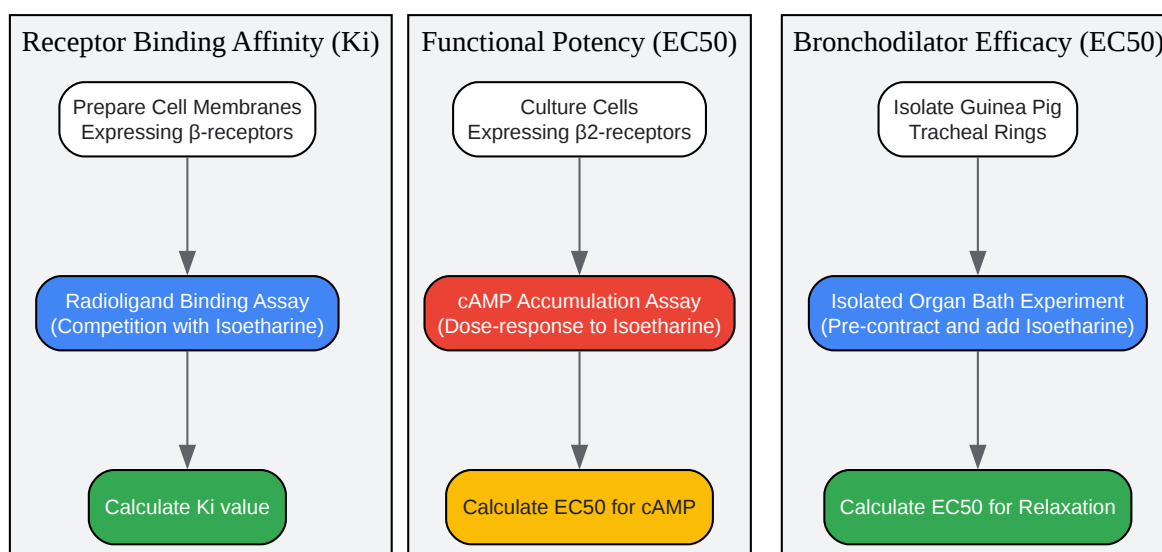 Receptor Binding Affinity (Ki)
Prepare Cell Membranes
Expressing β-receptors
Radioligand Binding Assay
(Competition with Isoetharine)
Calculate Ki value
Functional Potency (EC50)
Culture Cells
Expressing β2-receptors
cAMP Accumulation Assay
(Dose-response to Isoetharine)
Calculate EC50 for cAMP
Bronchodilator Efficacy (EC50)
Isolate Guinea Pig
Tracheal Rings
Isolated Organ Bath Experiment
(Pre-contract and add Isoetharine)
Calculate EC50 for Relaxation